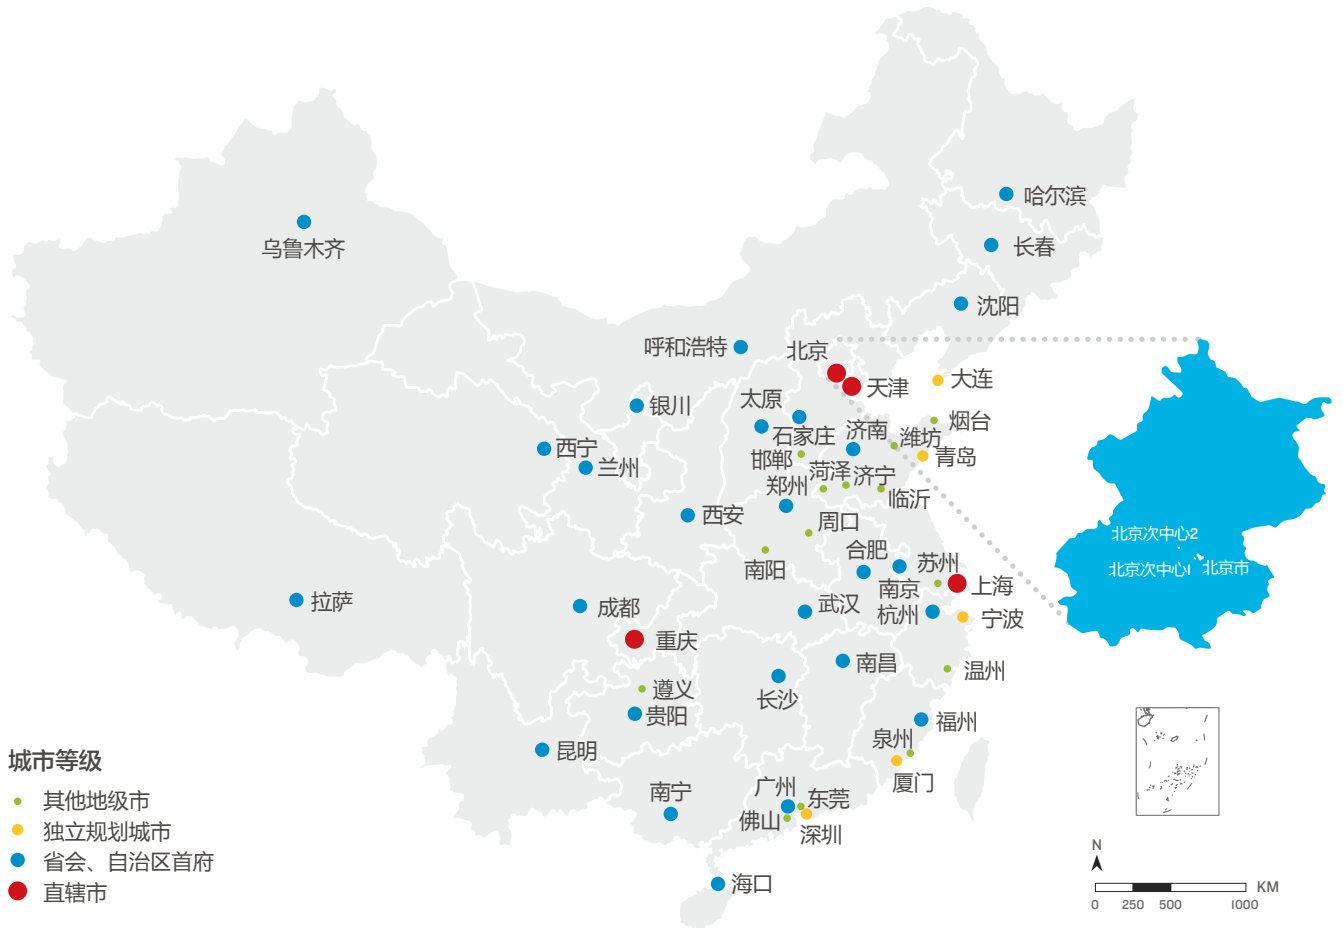 哈尔滨
乌鲁木齐
长春
沈阳
呼和浩特
北京
天津
大连
太原
银川
石家庄
济南
潍坊
烟台
西宁
兰州
邯郸
青岛
菏泽
济宁
郑州
临沂
西安
周口
北京次中心2
北京次中心1
北京市
合肥
南阳
苏州
南京
上海
拉萨
成都
武汉
杭州
宁波
重庆
南昌
温州
遵义
长沙
贵阳
福州
泉州
昆明
厦门
南宁
广州
东莞
佛山
深圳
海口
城市等级
其他地级市
独立规划城市
省会、自治区首府
直辖市
N
KM
0 250 500 1000